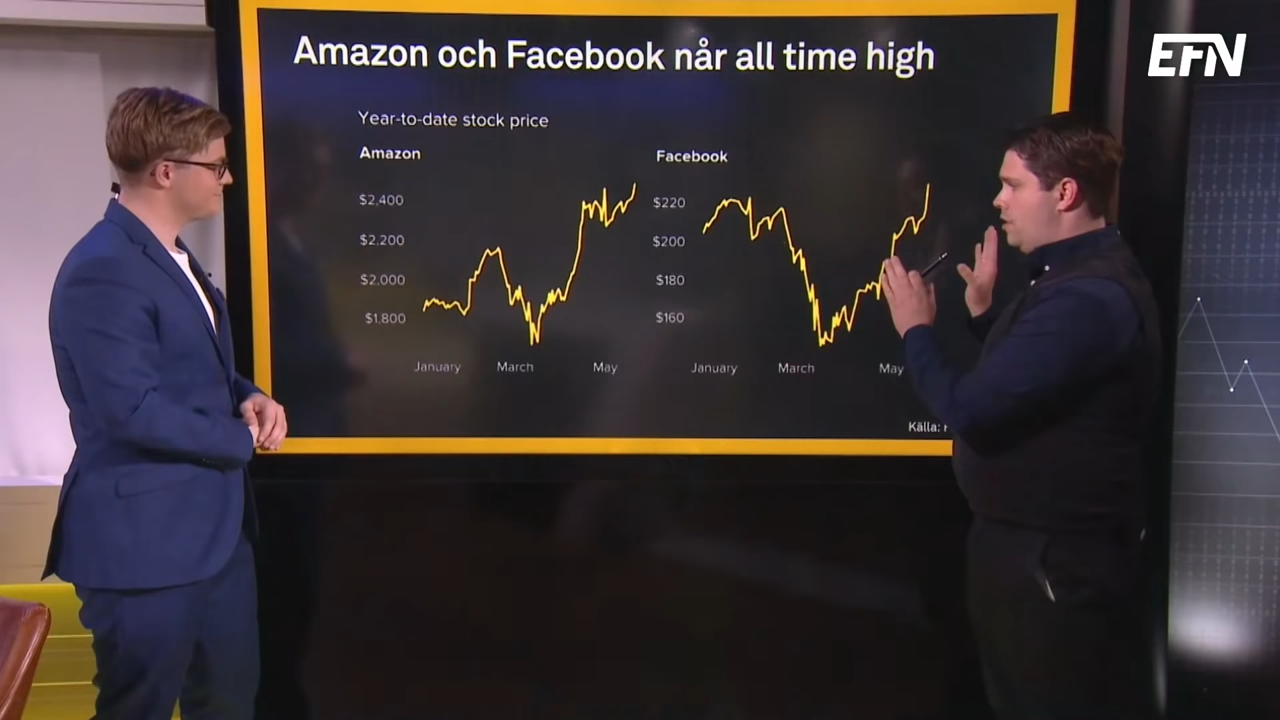 Amazon och Facebook når all time high
EFN
Year-to-date stock price
Amazon
$2,400
$2,200
$2,000
$1,800
January March May
Facebook
$220
$200
$180
$160
January March May
Källa: